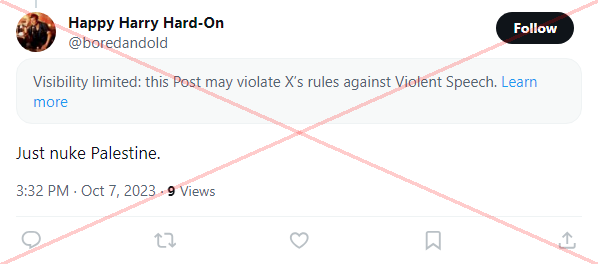 Happy Harry Hard-On
@boredandold
Follow
Visibility limited: this Post may violate X's rules against Violent Speech. Learn
more
Just nuke Palestine.
3:32 PM · Oct 7, 2023 · 9 Views